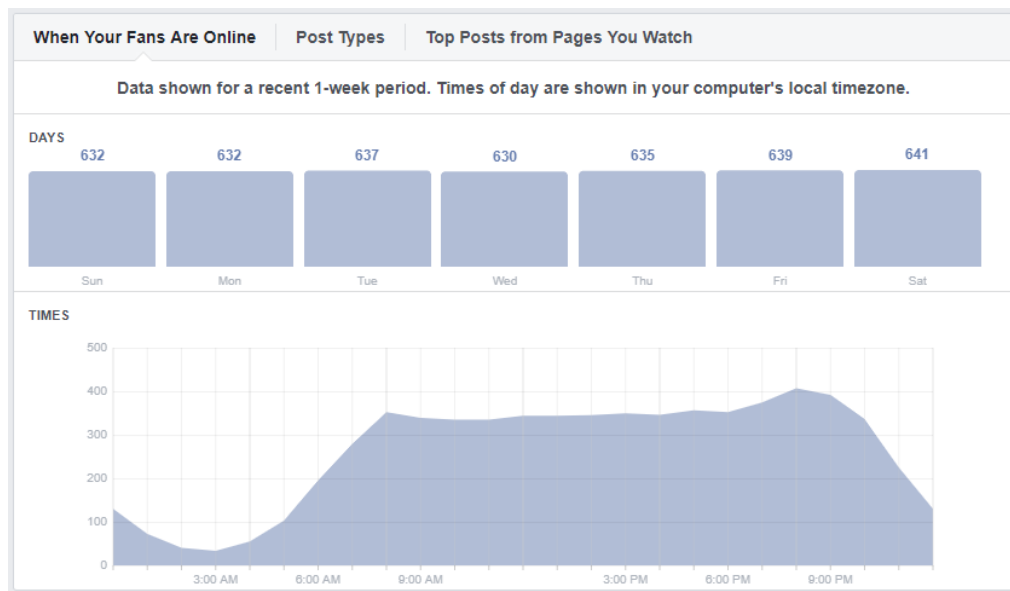 When Your Fans Are Online Post Types Top Posts from Pages You Watch
Data shown for a recent 1-week period. Times of day are shown in your computer's local timezone.
DAYS
632 632 637 630 635 639 641
Sun Mon Tue Wed Thu Fri Sat
TIMES
500
400
300
200
100
0
3:00 AM 6:00 AM 9:00 AM 3:00 PM 6:00 PM 9:00 PM